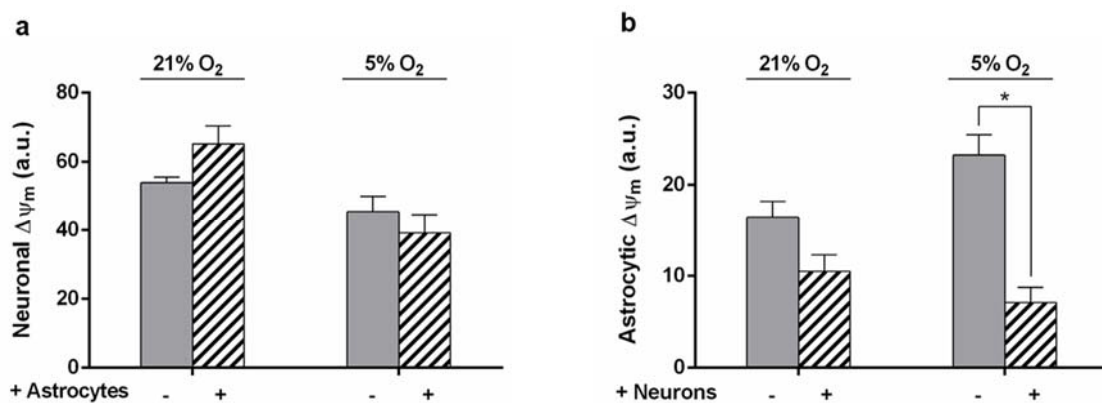 a
21% O₂ 5% O₂
Neuronal Δψₘ (a.u.)
80
60
40
20
0
+ Astrocytes - + - +
b
21% O₂ 5% O₂
Astrocytic Δψₘ (a.u.)
30
20
10
0
*
+ Neurons - + - +